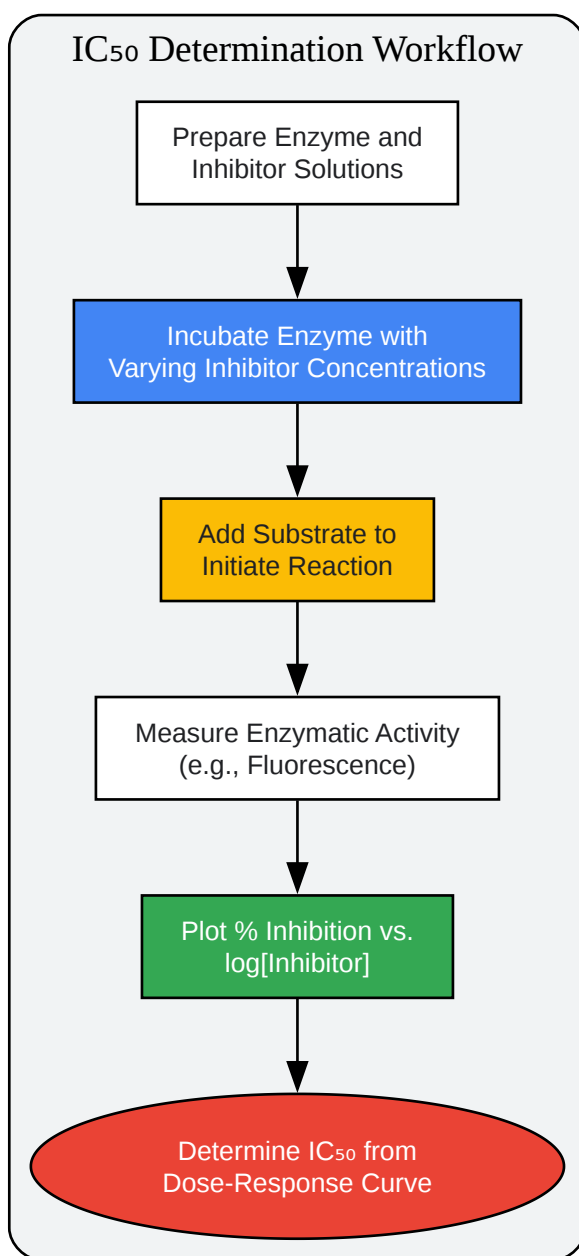 IC₅₀ Determination Workflow
Prepare Enzyme and
Inhibitor Solutions
Incubate Enzyme with
Varying Inhibitor Concentrations
Add Substrate to
Initiate Reaction
Measure Enzymatic Activity
(e.g., Fluorescence)
Plot % Inhibition vs.
log[Inhibitor]
Determine IC₅₀ from
Dose-Response Curve